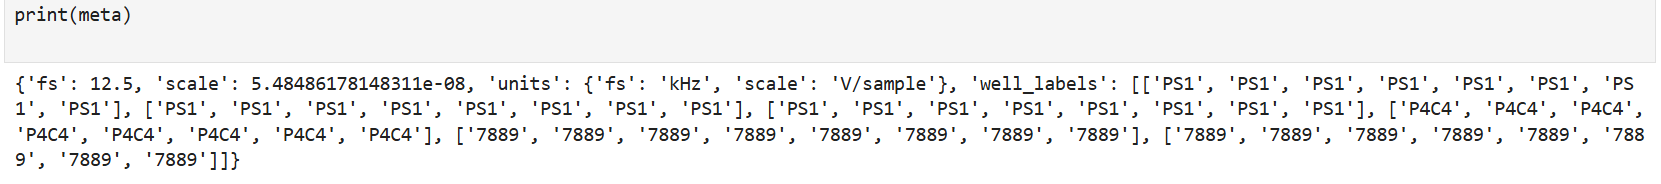 print(meta)
{'fs': 12.5, 'scale': 5.48486178148311e-08, 'units': {'fs': 'kHz', 'scale': 'V/sample'}, 'well_labels': [['PS1', 'PS1', 'PS1', 'PS1', 'PS1', 'PS1', 'PS
1', 'PS1'], ['PS1', 'PS1', 'PS1', 'PS1', 'PS1', 'PS1', 'PS1', 'PS1'], ['PS1', 'PS1', 'PS1', 'PS1', 'PS1', 'PS1', 'PS1', 'PS1'], ['P4C4', 'P4C4', 'P4C4',
'P4C4', 'P4C4', 'P4C4', 'P4C4', 'P4C4'], ['7889', '7889', '7889', '7889', '7889', '7889', '7889', '7889'], ['7889', '7889', '7889', '7889', '7889', '788
9', '7889', '7889']]}